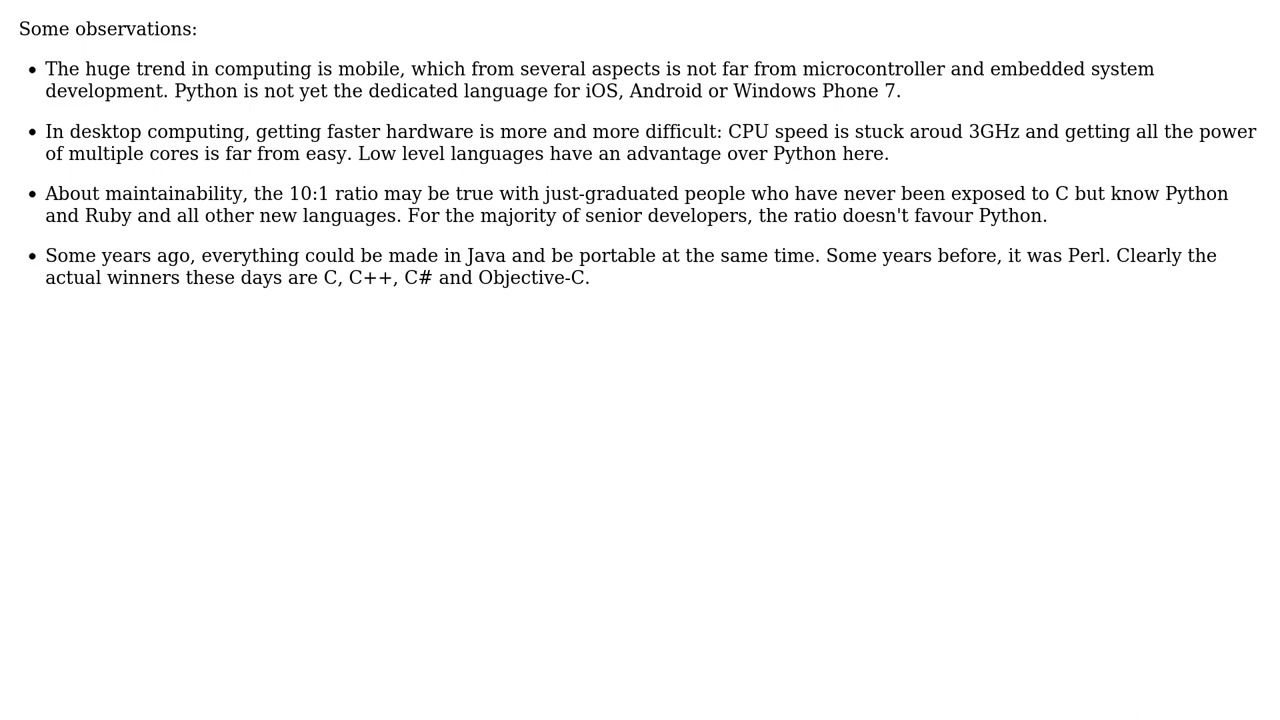 Some observations:
• The huge trend in computing is mobile, which from several aspects is not far from microcontroller and embedded system
development. Python is not yet the dedicated language for iOS, Android or Windows Phone 7.
• In desktop computing, getting faster hardware is more and more difficult: CPU speed is stuck aroud 3GHz and getting all the power
of multiple cores is far from easy. Low level languages have an advantage over Python here.
• About maintainability, the 10:1 ratio may be true with just-graduated people who have never been exposed to C but know Python
and Ruby and all other new languages. For the majority of senior developers, the ratio doesn't favour Python.
• Some years ago, everything could be made in Java and be portable at the same time. Some years before, it was Perl. Clearly the
actual winners these days are C, C++, C# and Objective-C.